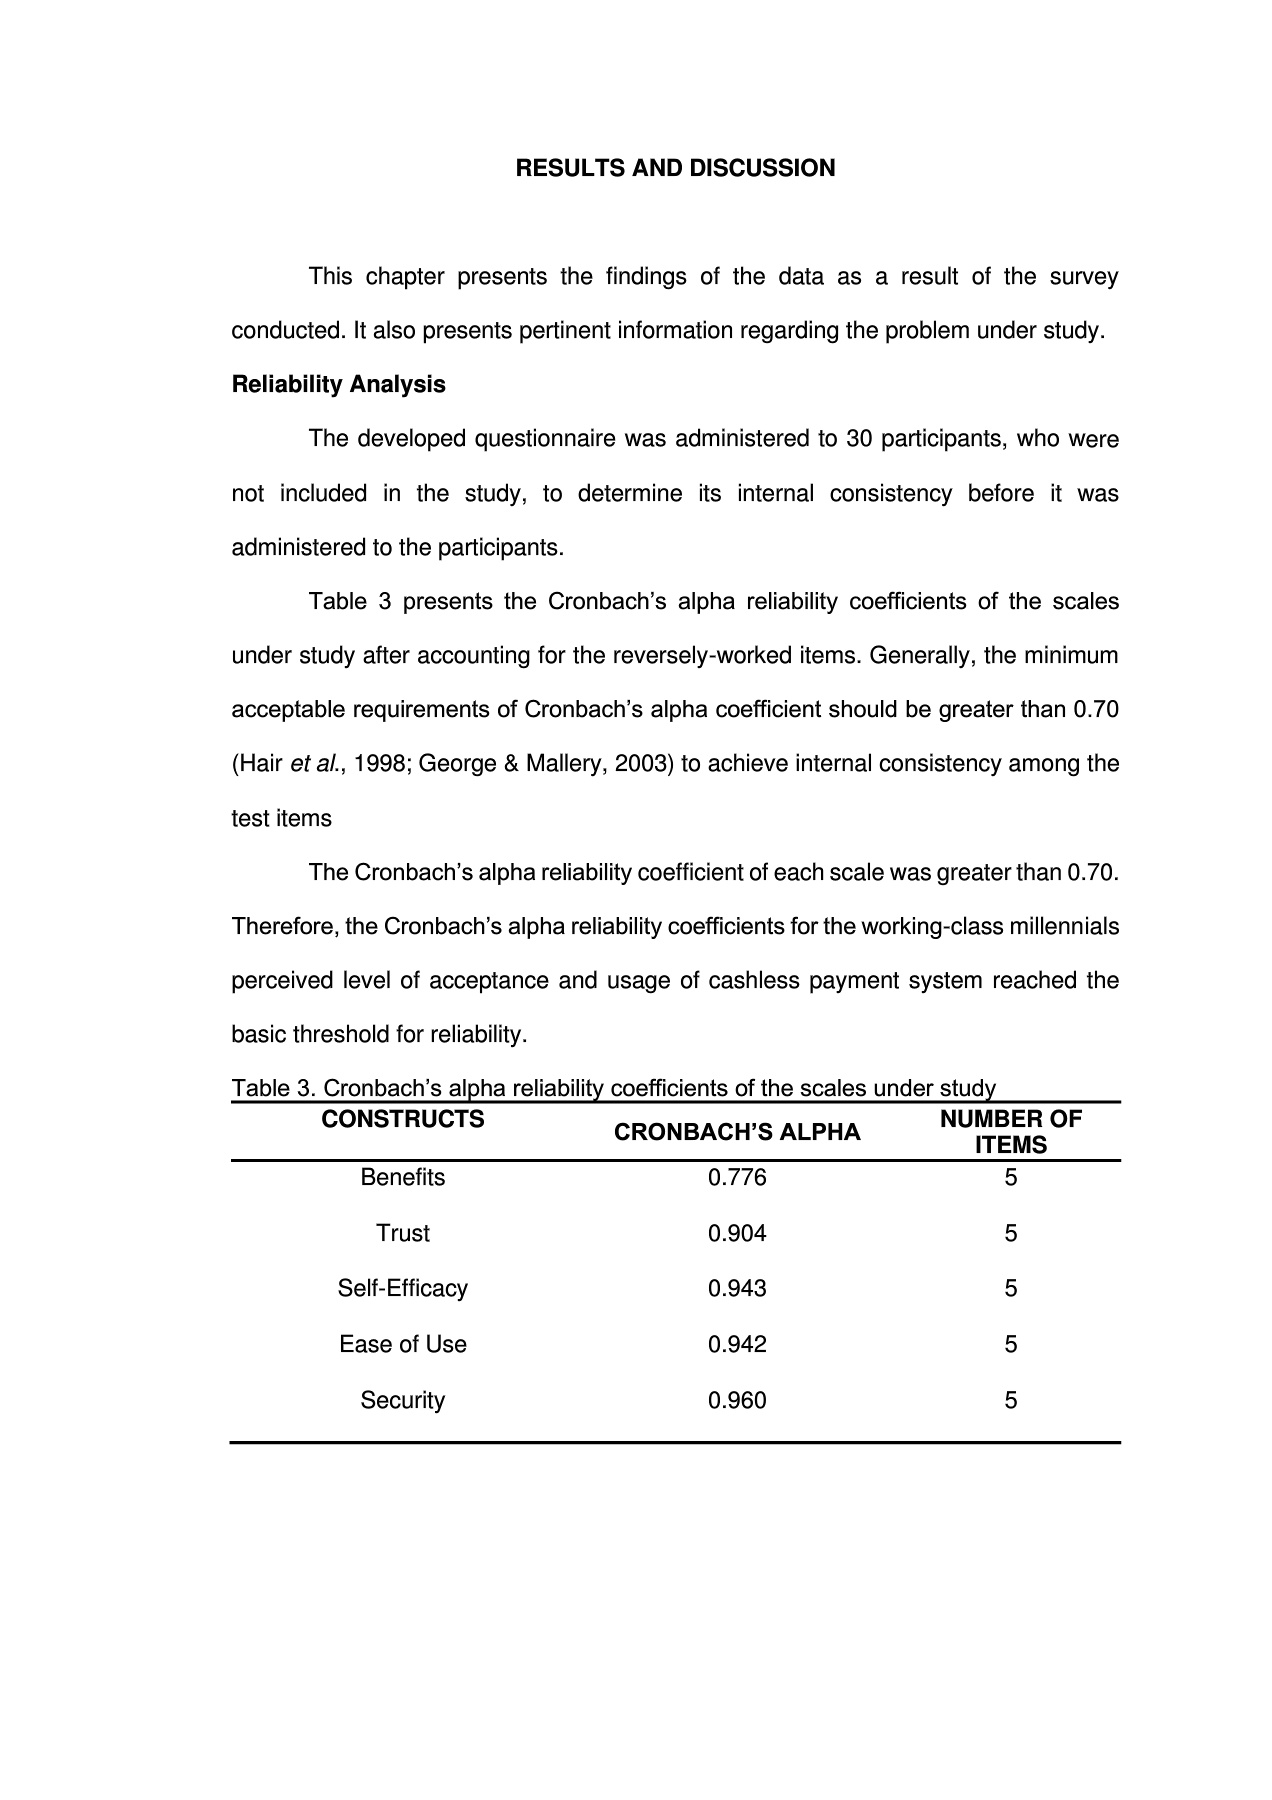 RESULTS AND DISCUSSION
This chapter presents the findings of the data as a result of the survey
conducted. It also presents pertinent information regarding the problem under study.
Reliability Analysis
The developed questionnaire was administered to 30 participants, who were
not included in the study, to determine its internal consistency before it was
administered to the participants.
Table 3 presents the Cronbach’s alpha reliability coefficients of the scales
under study after accounting for the reversely-worked items. Generally, the minimum
acceptable requirements of Cronbach’s alpha coefficient should be greater than 0.70
(Hair et al., 1998; George & Mallery, 2003) to achieve internal consistency among the
test items
The Cronbach’s alpha reliability coefficient of each scale was greater than 0.70.
Therefore, the Cronbach’s alpha reliability coefficients for the working-class millennials
perceived level of acceptance and usage of cashless payment system reached the
basic threshold for reliability.
Table 3. Cronbach’s alpha reliability coefficients of the scales under study
CONSTRUCTS CRONBACH’S ALPHA NUMBER OF
ITEMS
Benefits 0.776 5
Trust 0.904 5
Self-Efficacy 0.943 5
Ease of Use 0.942 5
Security 0.960 5